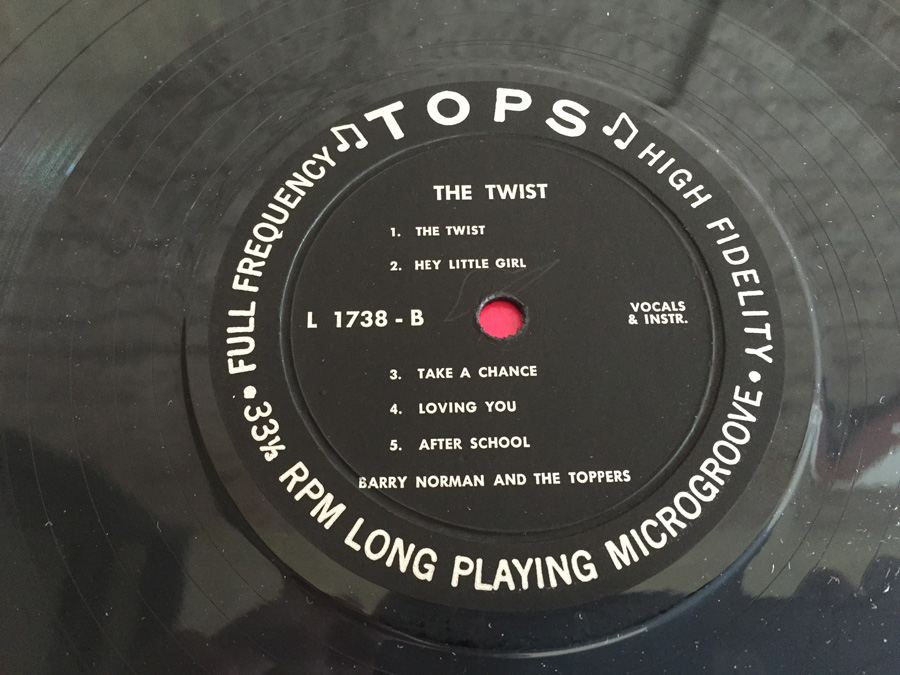 TOPS
FULL FREQUENCY
HIGH FIDELITY
THE TWIST
1. THE TWIST
2. HEY LITTLE GIRL
L 1738 - B
VOCALS
& INSTR.
3. TAKE A CHANCE
4. LOVING YOU
5. AFTER SCHOOL
BARRY NORMAN AND THE TOPPERS
• 33⅓ RPM LONG PLAYING MICROGROOVE •